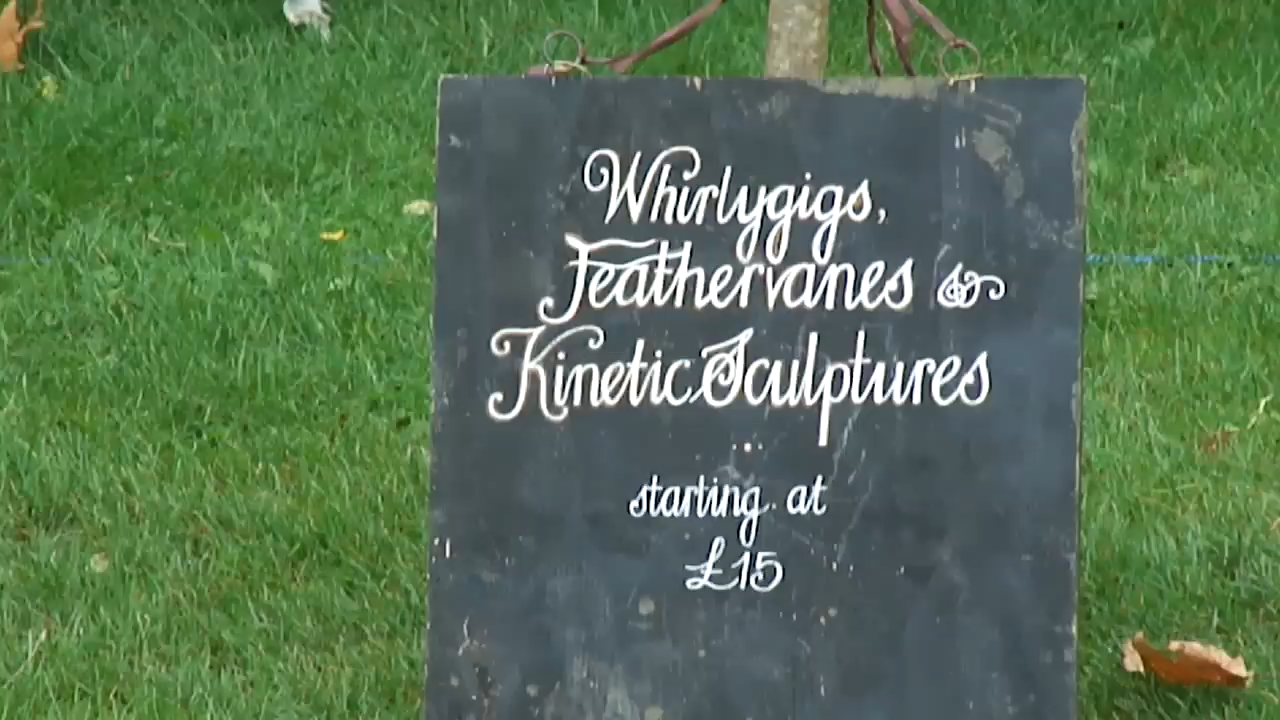 Whirlygigs,
Feathervanes &
Kinetic Sculptures
...
starting at
£15